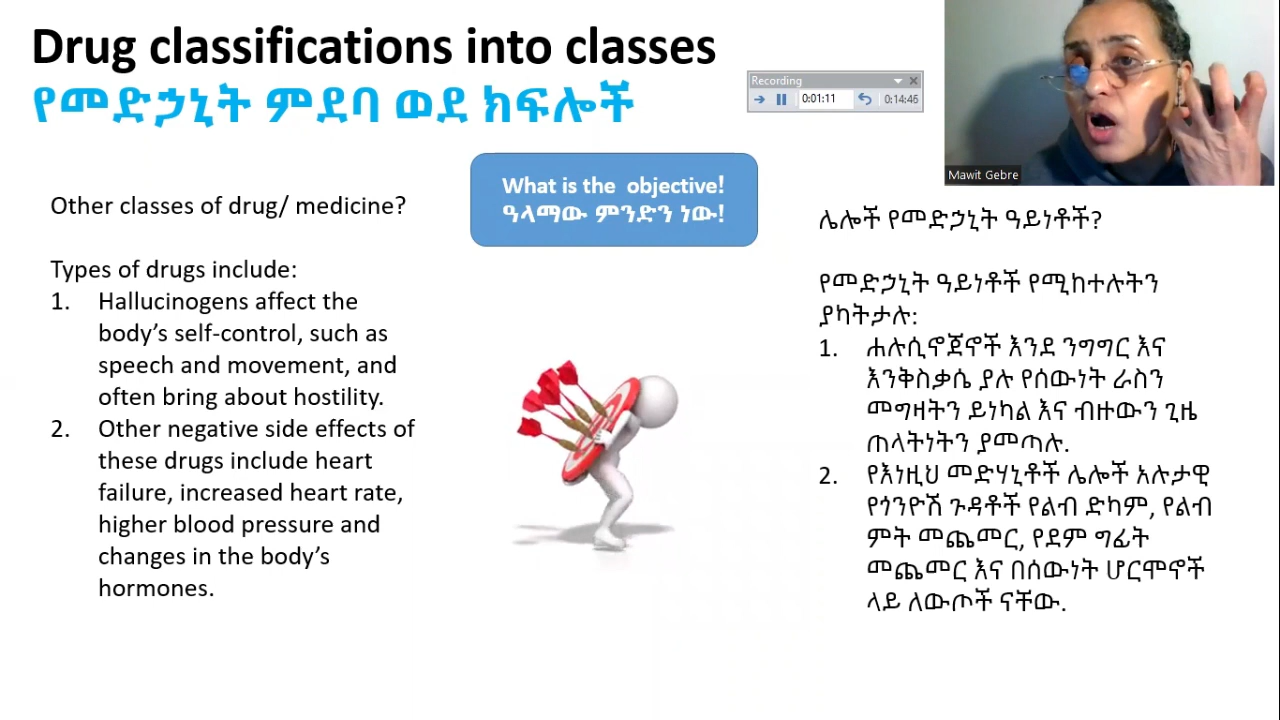 Drug classifications into classes
የመድኃኒት ምደባ ወደ ክፍሎች
Recording
0:01:11
0:14:46
Mawit Gebre
What is the  objective!
ዓላማው ምንድን ነው!
Other classes of drug/ medicine?
Types of drugs include:
1. Hallucinogens affect the
body’s self-control, such as
speech and movement, and
often bring about hostility.
2. Other negative side effects of
these drugs include heart
failure, increased heart rate,
higher blood pressure and
changes in the body’s
hormones.
ሌሎች የመድኃኒት ዓይነቶች?
የመድኃኒት ዓይነቶች የሚከተሉትን
ያካትታሉ:
1. ሐሉሲኖጀኖች እንደ ንግግር እና
እንቅስቃሴ ያሉ የሰውነት ራስን
መግዛትን ይነካል እና ብዙውን ጊዜ
ጠላትነትን ያመጣሉ.
2. የእነዚህ መድሃኒቶች ሌሎች አሉታዊ
የጎንዮሽ ጉዳቶች የልብ ድካም, የልብ
ምት መጨመር, የደም ግፊት
መጨመር እና በሰውነት ሆርሞኖች
ላይ ለውጦች ናቸው.